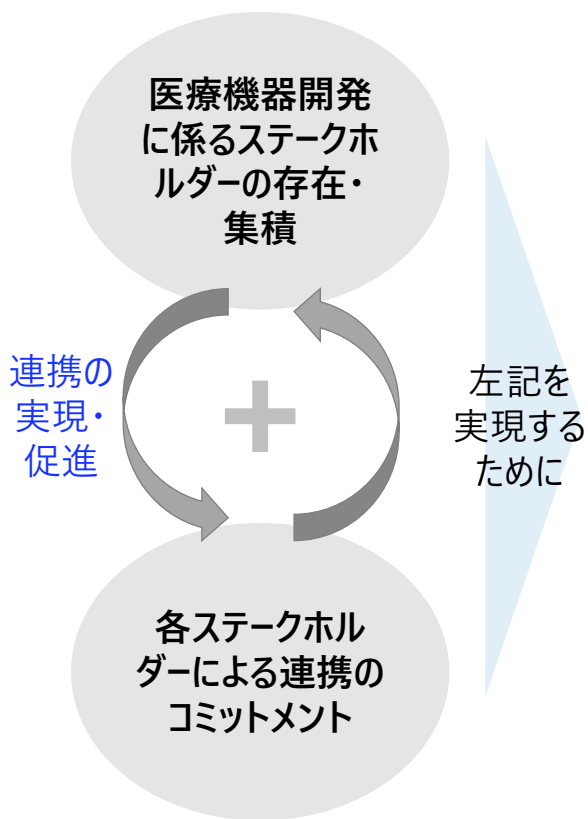 医療機器開発
に係るステークホ
ルダーの存在・
集積
連携の
実現・
促進
+
左記を
実現する
ために
各ステークホル
ダーによる連携の
コミットメント